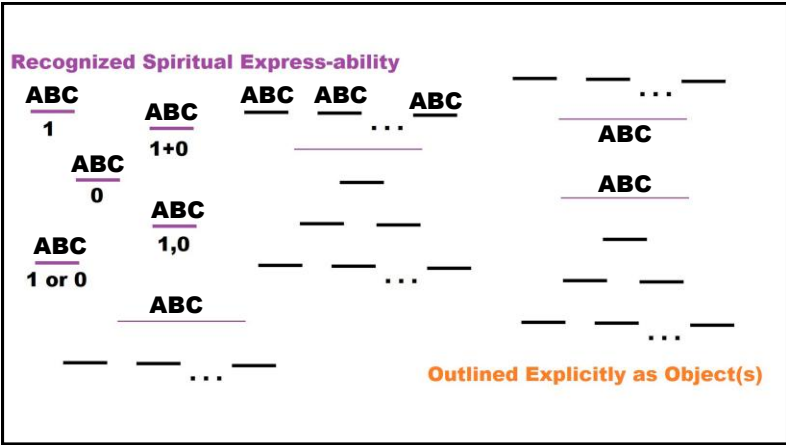 Recognized Spiritual Express-ability
ABC
1
ABC
1+0
ABC
0
ABC
1,0
ABC
1 or 0
ABC
...
ABC ABC ... ABC
...
...
ABC
ABC
...
Outlined Explicitly as Object(s)